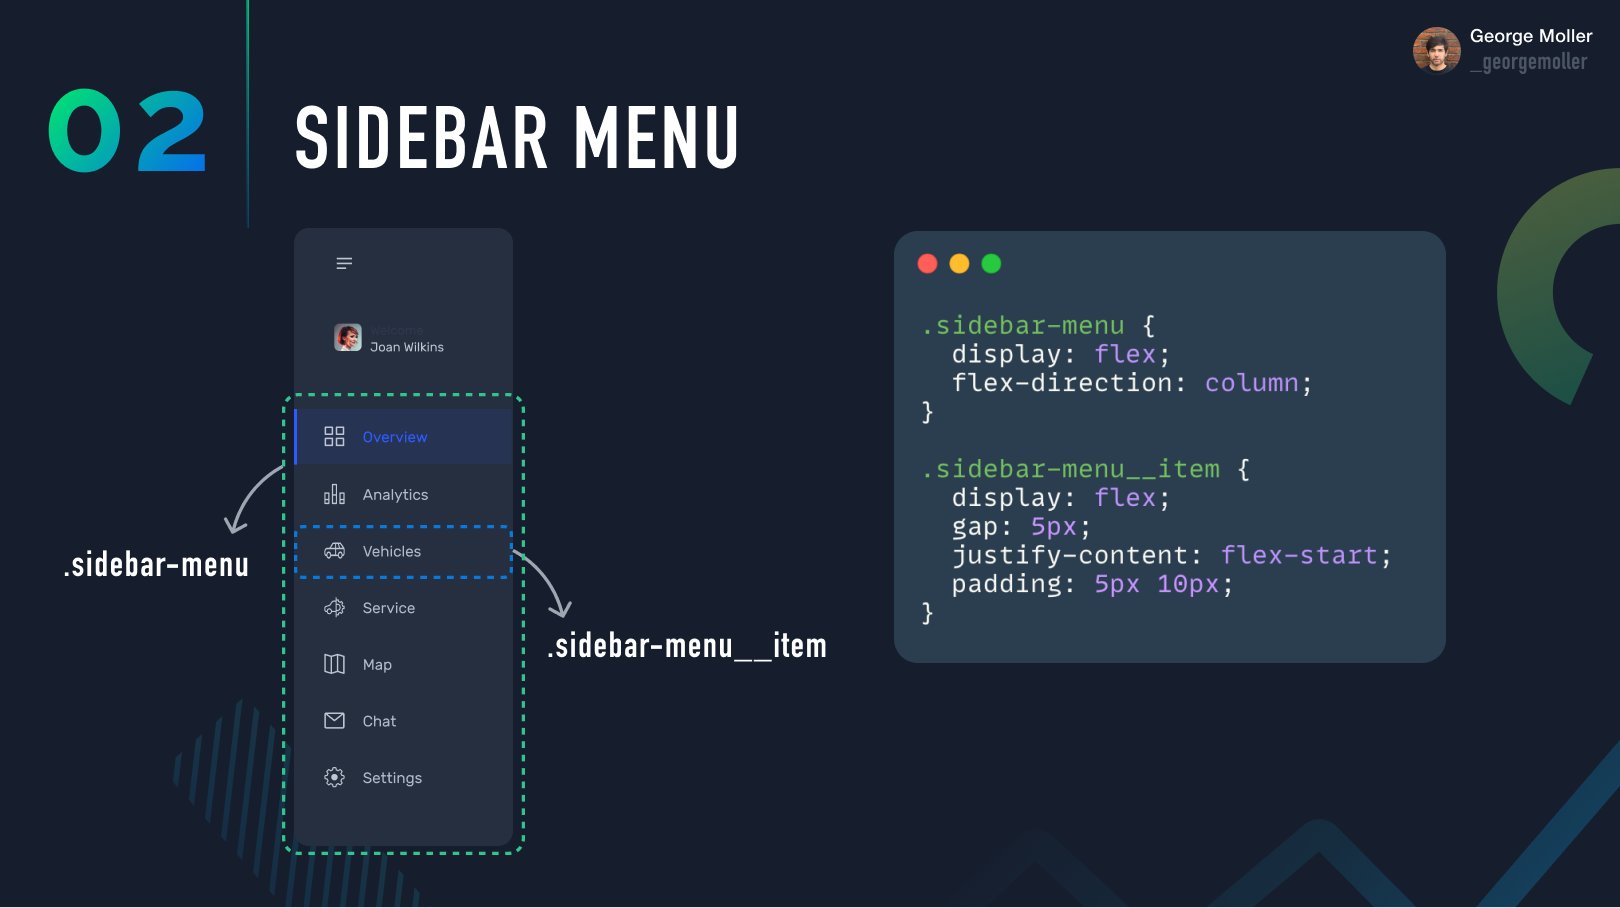 George Moller
_georgemoller
02
SIDEBAR MENU
Welcome
Joan Wilkins
Overview
Analytics
Vehicles
Service
Map
Chat
Settings
.sidebar-menu
.sidebar-menu__item
.sidebar-menu {
  display: flex;
  flex-direction: column;
}
.sidebar-menu__item {
  display: flex;
  gap: 5px;
  justify-content: flex-start;
  padding: 5px 10px;
}